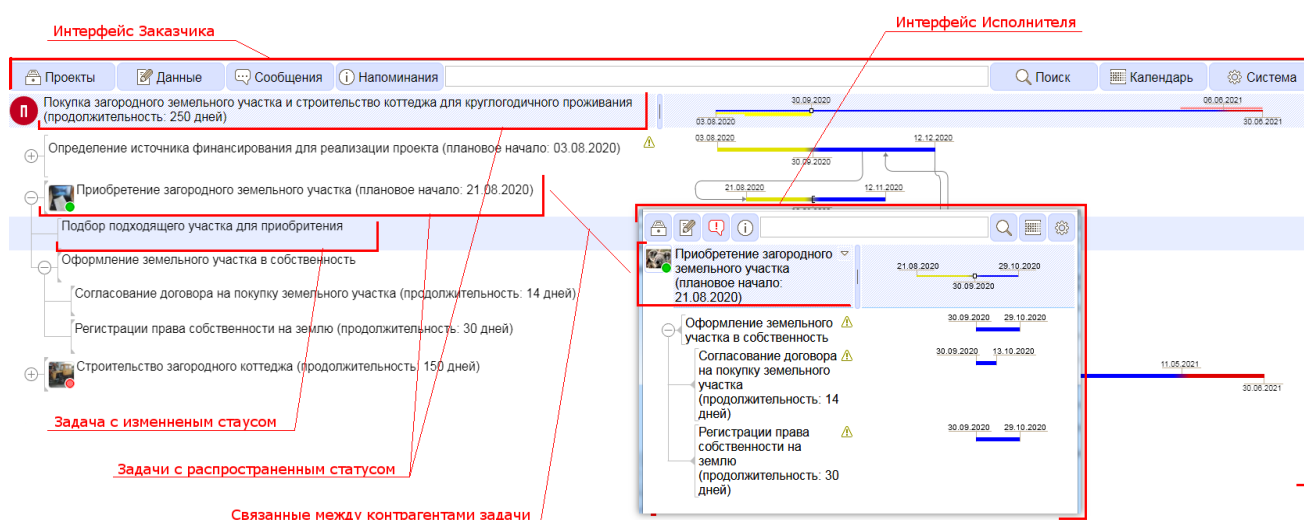 Интерфейс Заказчика
Интерфейс Исполнителя
Проекты
Данные
Сообщения
Напоминания
Поиск
Календарь
Система
П
Покупка загородного земельного участка и строительство коттеджа для круглогодичного проживания
(продолжительность: 250 дней)
30.09.2020
06.06.2021
03.08.2020
30.06.2021
Определение источника финансирования для реализации проекта (плановое начало: 03.08.2020)
03.08.2020
12.12.2020
30.09.2020
Приобретение загородного земельного участка (плановое начало: 21.08.2020)
21.08.2020
12.11.2020
Подбор подходящего участка для приобритения
Оформление земельного участка в собственность
Согласование договора на покупку земельного участка (продолжительность: 14 дней)
Регистрации права собственности на землю (продолжительность: 30 дней)
Строительство загородного коттеджа (продолжительность: 150 дней)
11.05.2021
30.06.2021
Приобретение загородного
земельного участка
(плановое начало:
21.08.2020)
21.08.2020
29.10.2020
30.09.2020
Оформление земельного
участка в собственность
30.09.2020
29.10.2020
Согласование договора
на покупку земельного
участка
(продолжительность: 14
дней)
30.09.2020
13.10.2020
Регистрации права
собственности на
землю
(продолжительность: 30
дней)
30.09.2020
29.10.2020
Задача с измненным стаусом
Задачи с распространенным статусом
Связанные между контрагентами задачи